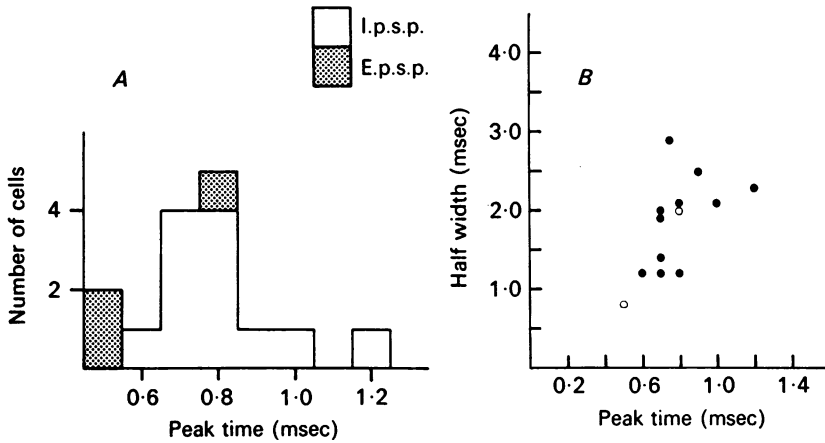 A
I.p.s.p.
E.p.s.p.
Number of cells
4
2
0·6 0·8 1·0 1·2
Peak time (msec)
B
Half width (msec)
4·0
3·0
2·0
1·0
0·2 0·6 1·0 1·4
Peak time (msec)